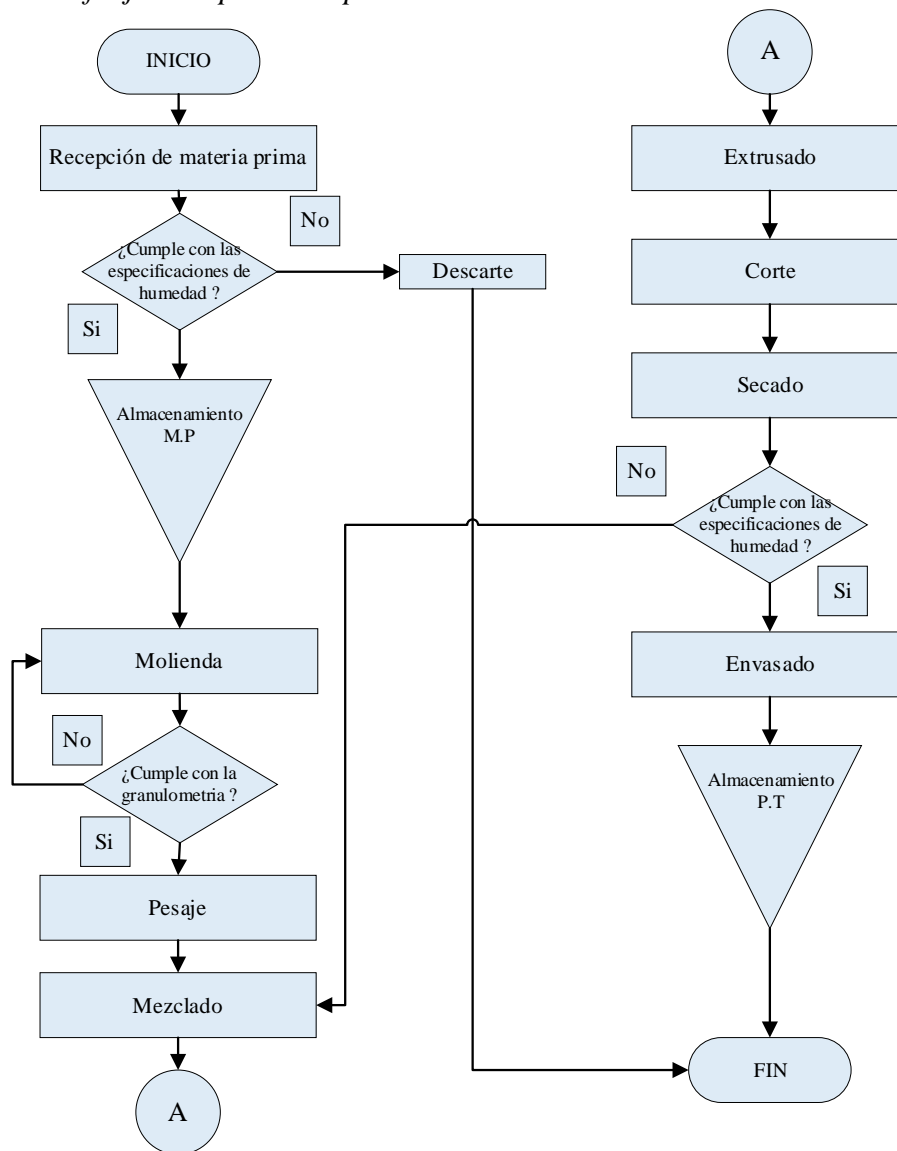 INICIO
Recepción de materia prima
No
¿Cumple con las
especificaciones de
humedad ?
Descarte
Si
Almacenamiento
M.P
Molienda
No
¿Cumple con la
granulometria ?
Si
Pesaje
Mezclado
A
A
Extrusado
Corte
Secado
No
¿Cumple con las
especificaciones de
humedad ?
Si
Envasado
Almacenamiento
P.T
FIN